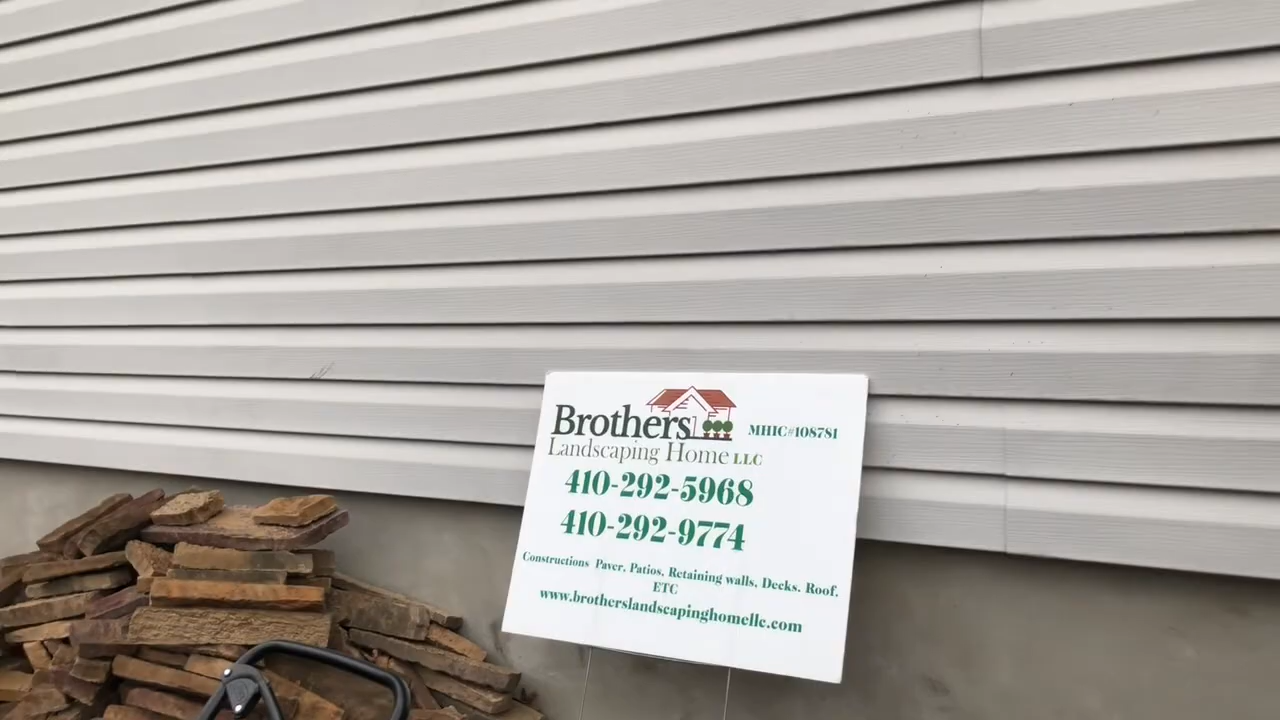 Brothers
MHIC#108781
Landscaping Home LLC
410-292-5968
410-292-9774
Constructions Paver, Patios, Retaining walls, Decks, Roof.
ETC
www.brotherslandscapinghomellc.com